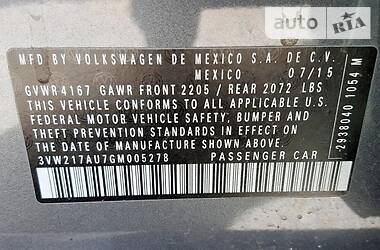 auto RIA
MFD BY VOLKSWAGEN DE MEXICO S.A. DE C.V.
MEXICO 07/15
GVWR4167 GAWR FRONT 2205 / REAR 2072 LBS
THIS VEHICLE CONFORMS TO ALL APPLICABLE U.S.
FEDERAL MOTOR VEHICLE SAFETY, BUMPER AND
THEFT PREVENTION STANDARDS IN EFFECT ON THE
DATE OF MANUFACTURE SHOWN ABOVE.
3VW217AU7GM005278 PASSENGER CAR
2938040 1054 M